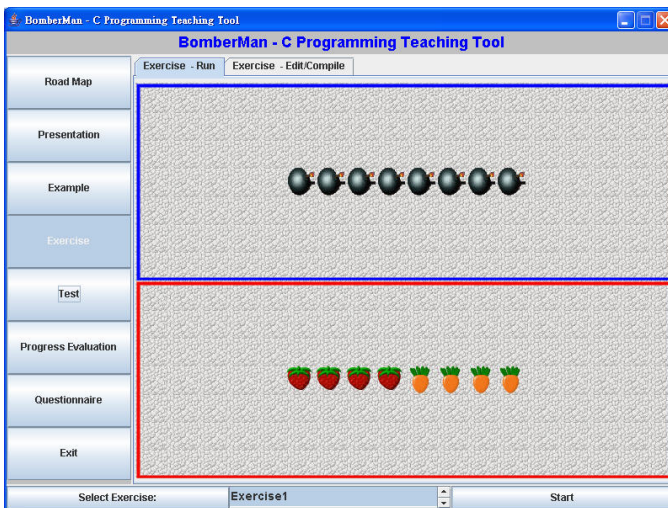 BomberMan - C Programming Teaching Tool
BomberMan - C Programming Teaching Tool
Road Map
Presentation
Example
Exercise
Test
Progress Evaluation
Questionnaire
Exit
Exercise - Run
Exercise - Edit/Compile
Select Exercise:
Exercise1
Start